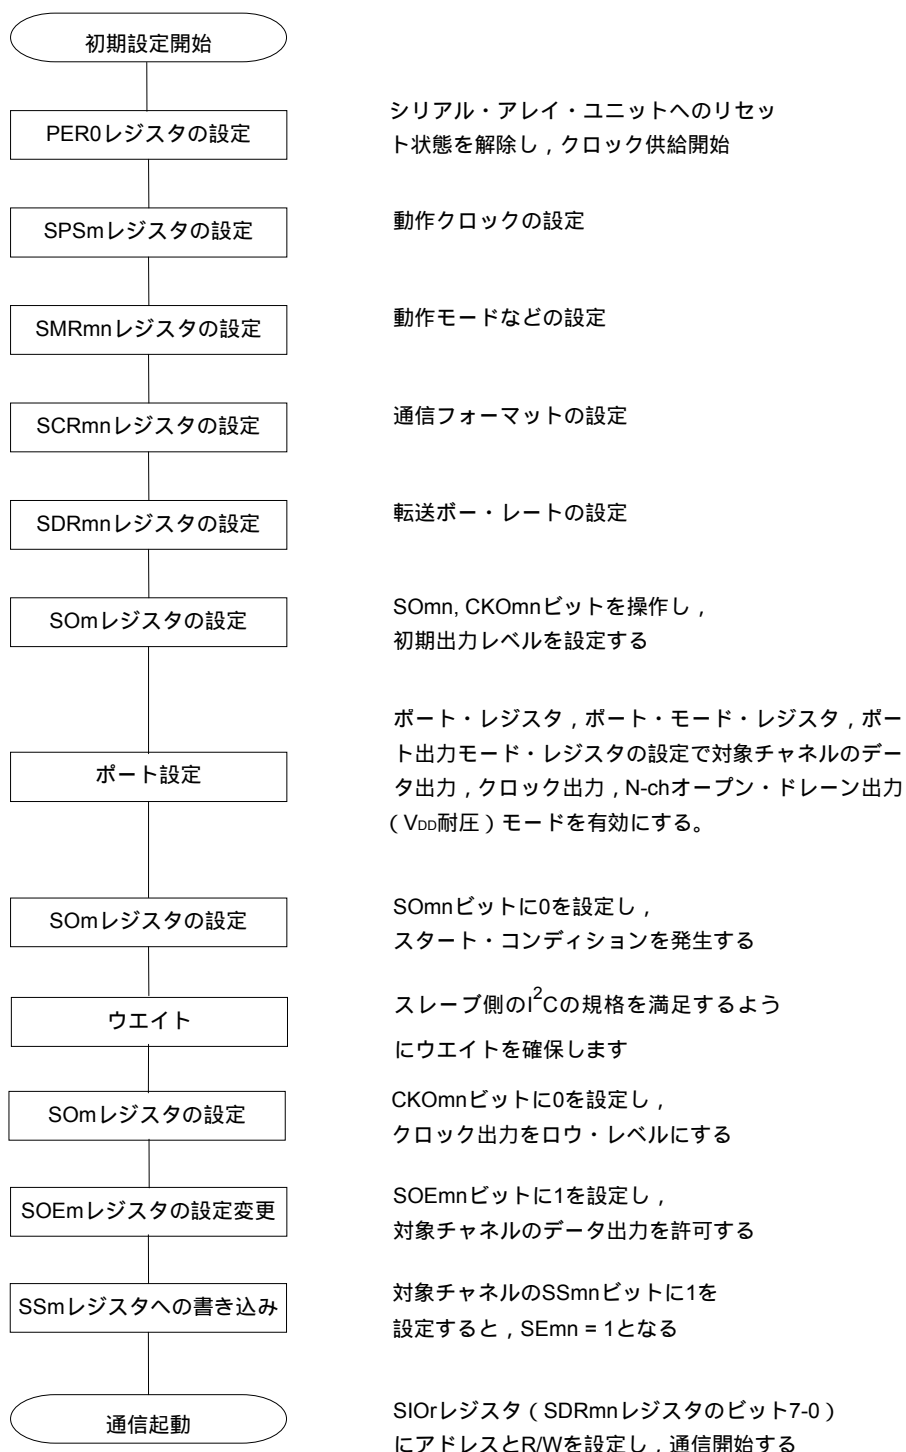 初期設定開始
PER0レジスタの設定
シリアル・アレイ・ユニットへのリセッ
ト状態を解除し，クロック供給開始
SPSmレジスタの設定
動作クロックの設定
SMRmnレジスタの設定
動作モードなどの設定
SCRmnレジスタの設定
通信フォーマットの設定
SDRmnレジスタの設定
転送ボー・レートの設定
SOmレジスタの設定
SOmn, CKOmnビットを操作し，
初期出力レベルを設定する
ポート設定
ポート・レジスタ，ポート・モード・レジスタ，ポー
ト出力モード・レジスタの設定で対象チャネルのデー
タ出力，クロック出力，N-chオープン・ドレーン出力
（VDD耐圧）モードを有効にする。
SOmレジスタの設定
SOmnビットに0を設定し，
スタート・コンディションを発生する
ウエイト
スレーブ側のI²Cの規格を満足するよう
にウエイトを確保します
SOmレジスタの設定
CKOmnビットに0を設定し，
クロック出力をロウ・レベルにする
SOEmレジスタの設定変更
SOEmnビットに1を設定し，
対象チャネルのデータ出力を許可する
SSmレジスタへの書き込み
対象チャネルのSSmnビットに1を
設定すると，SEmn = 1となる
通信起動
SIOrレジスタ（SDRmnレジスタのビット7-0）
にアドレスとR/Wを設定し，通信開始する